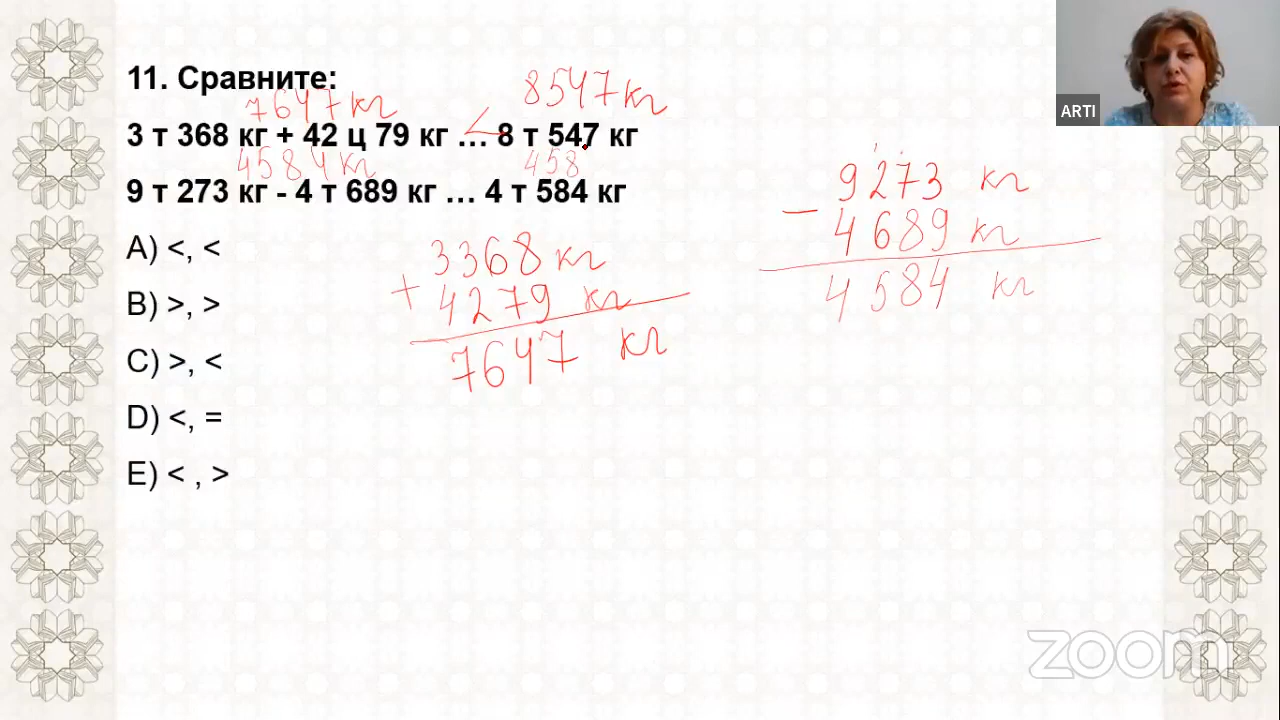 11. Сравните:
7647 кг 8547 кг
3 т 368 кг + 42 ц 79 кг … < 8 т 547 кг
4584 кг 458
9 т 273 кг - 4 т 689 кг … 4 т 584 кг
A) <, <
B) >, >
C) >, <
D) <, =
E) < , >
3368 кг
+ 4279 кг
7647 кг
9273 кг
- 4689 кг
4584 кг
ARTI
zoom